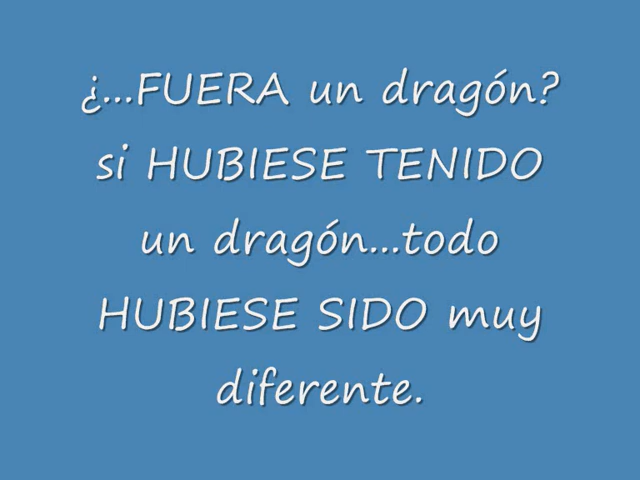 ¿...FUERA un dragón?
si HUBIESE TENIDO
un dragón...todo
HUBIESE SIDO muy
diferente.